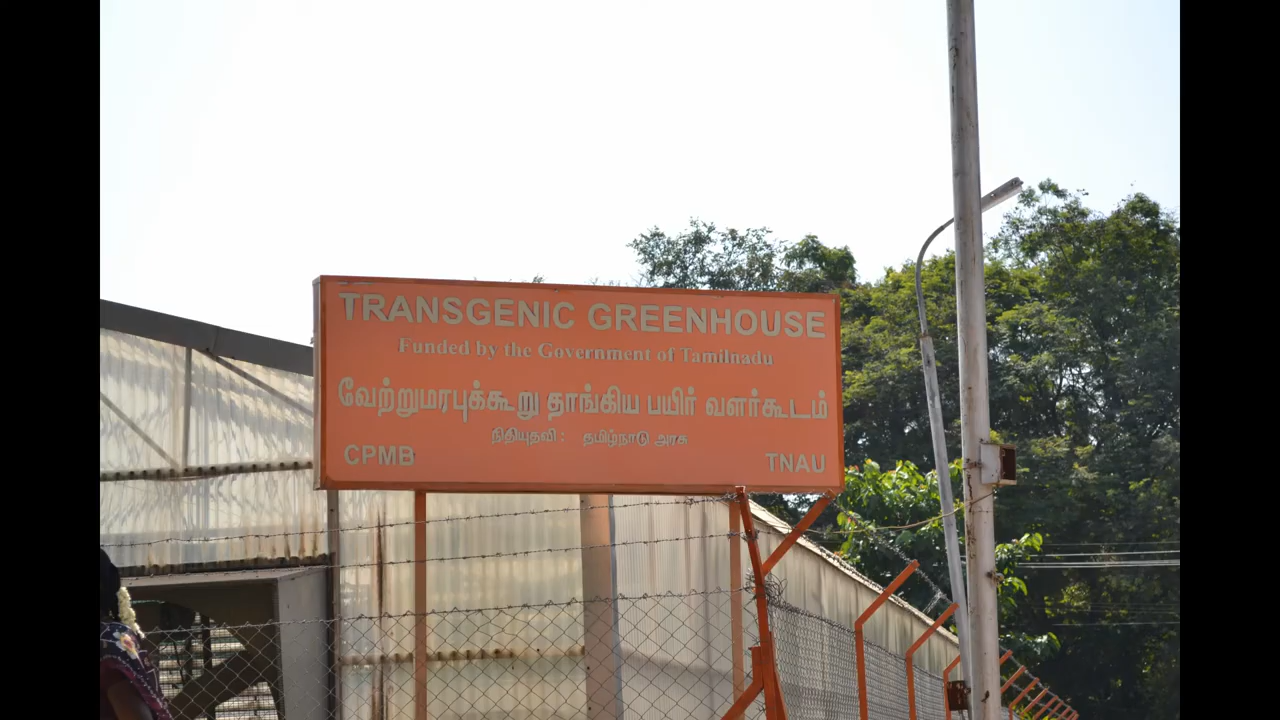 TRANSGENIC GREENHOUSE
Funded by the Government of Tamilnadu
வேற்றுமரபுக்கூறு தாங்கிய பயிர் வளர்கூடம்
நிதியுதவி : தமிழ்நாடு அரசு
CPMB TNAU